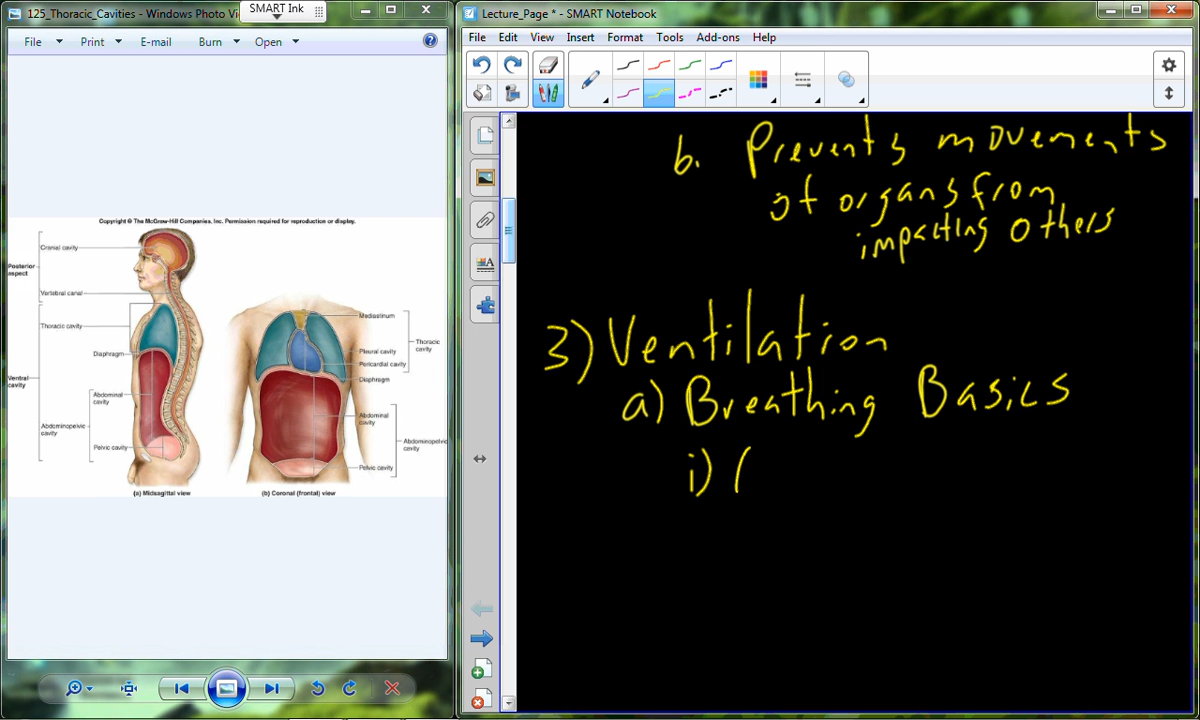 125_Thoracic_Cavities - Windows Photo Vi
SMART Ink
File Print E-mail Burn Open
Copyright © The McGraw-Hill Companies, Inc. Permission required for reproduction or display.
Cranial cavity
Posterior
aspect
Vertebral canal
Thoracic cavity
Diaphragm
Ventral
cavity
Abdominal
cavity
Abdominopelvic
cavity
Pelvic cavity
(a) Midsagittal view
Mediastinum
Thoracic
cavity
Pleural cavity
Pericardial cavity
Diaphragm
Abdominal
cavity
Abdominopelvic
cavity
Pelvic cavity
(b) Coronal (frontal) view
Lecture_Page * - SMART Notebook
File Edit View Insert Format Tools Add-ons Help
b. Prevents movements
of organs from
impacting others
3) Ventilation
a) Breathing Basics
i) (